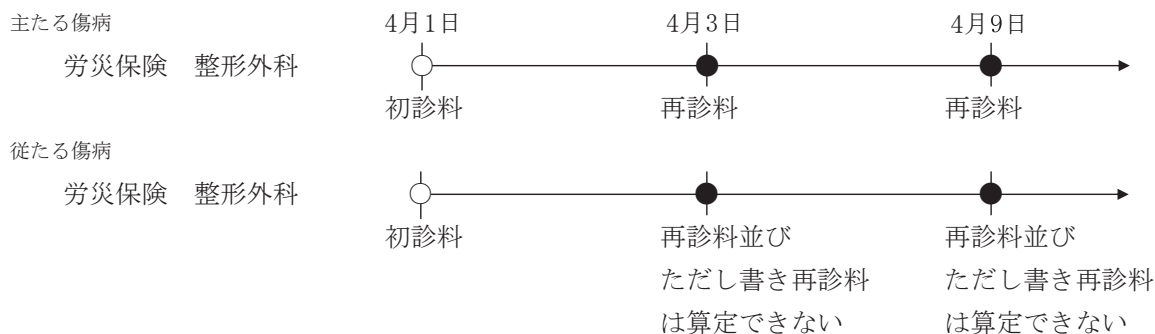 主たる傷病
4月1日 4月3日 4月9日
労災保険 整形外科
初診料 再診料 再診料
従たる傷病
労災保険 整形外科
初診料 再診料並び 再診料並び
ただし書き再診料 ただし書き再診料
は算定できない は算定できない